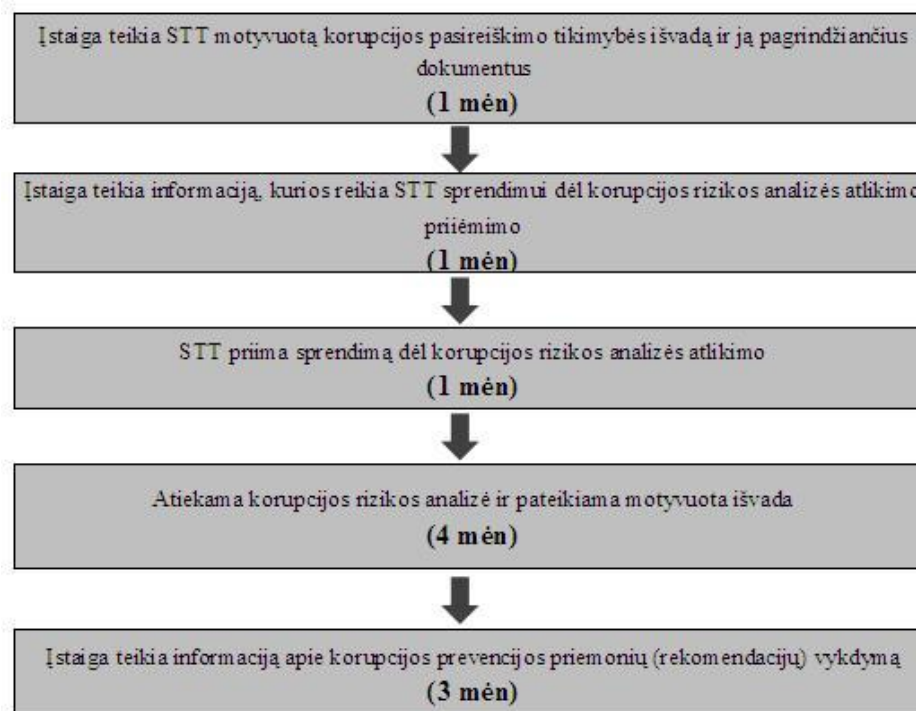 Įstaiga teikia STT motyvuotą korupcijos pasireiškimo tikimybės išvadą ir ją pagrindžiančius
dokumentus
(1 mėn)
Įstaiga teikia informaciją, kurios reikia STT sprendimui dėl korupcijos rizikos analizės atlikimo
priiėmimo
(1 mėn)
STT priima sprendimą dėl korupcijos rizikos analizės atlikimo
(1 mėn)
Atiekama korupcijos rizikos analizė ir pateikiama motyvuota išvada
(4 mėn)
Įstaiga teikia informaciją apie korupcijos prevencijos priemonių (rekomendacijų) vykdymą
(3 mėn)